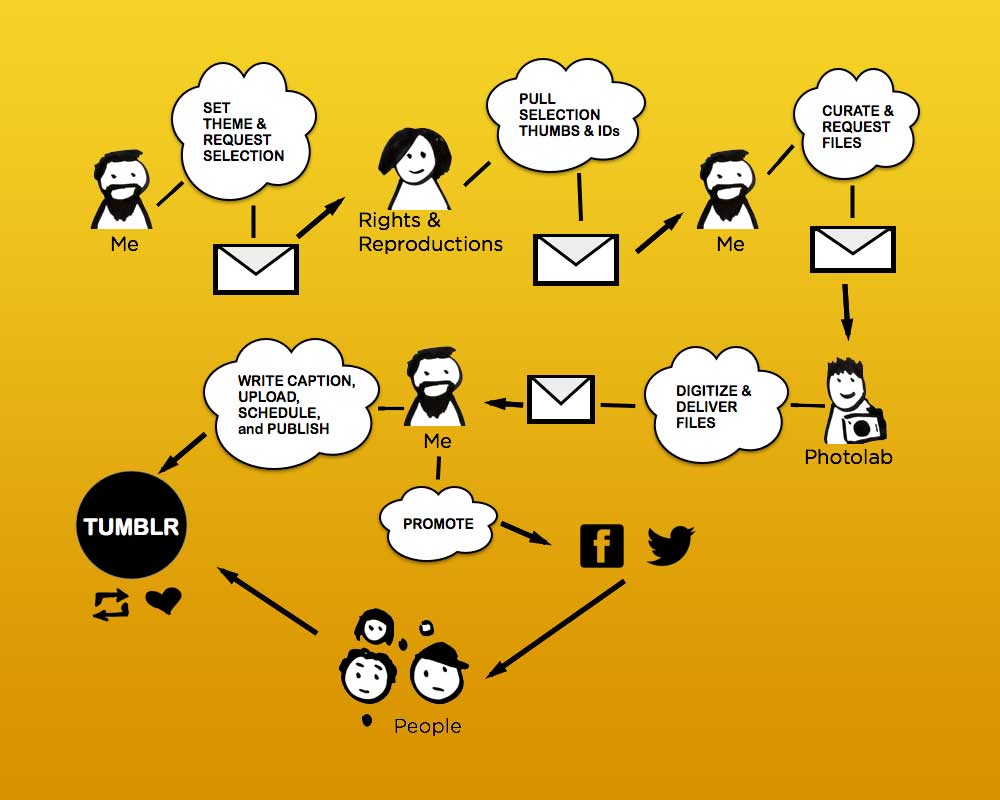 SET
THEME &
REQUEST
SELECTION
Me
Rights &
Reproductions
PULL
SELECTION
THUMBS & IDs
Me
CURATE &
REQUEST
FILES
Photolab
DIGITIZE &
DELIVER
FILES
Me
WRITE CAPTION,
UPLOAD,
SCHEDULE,
and PUBLISH
TUMBLR
PROMOTE
f
People